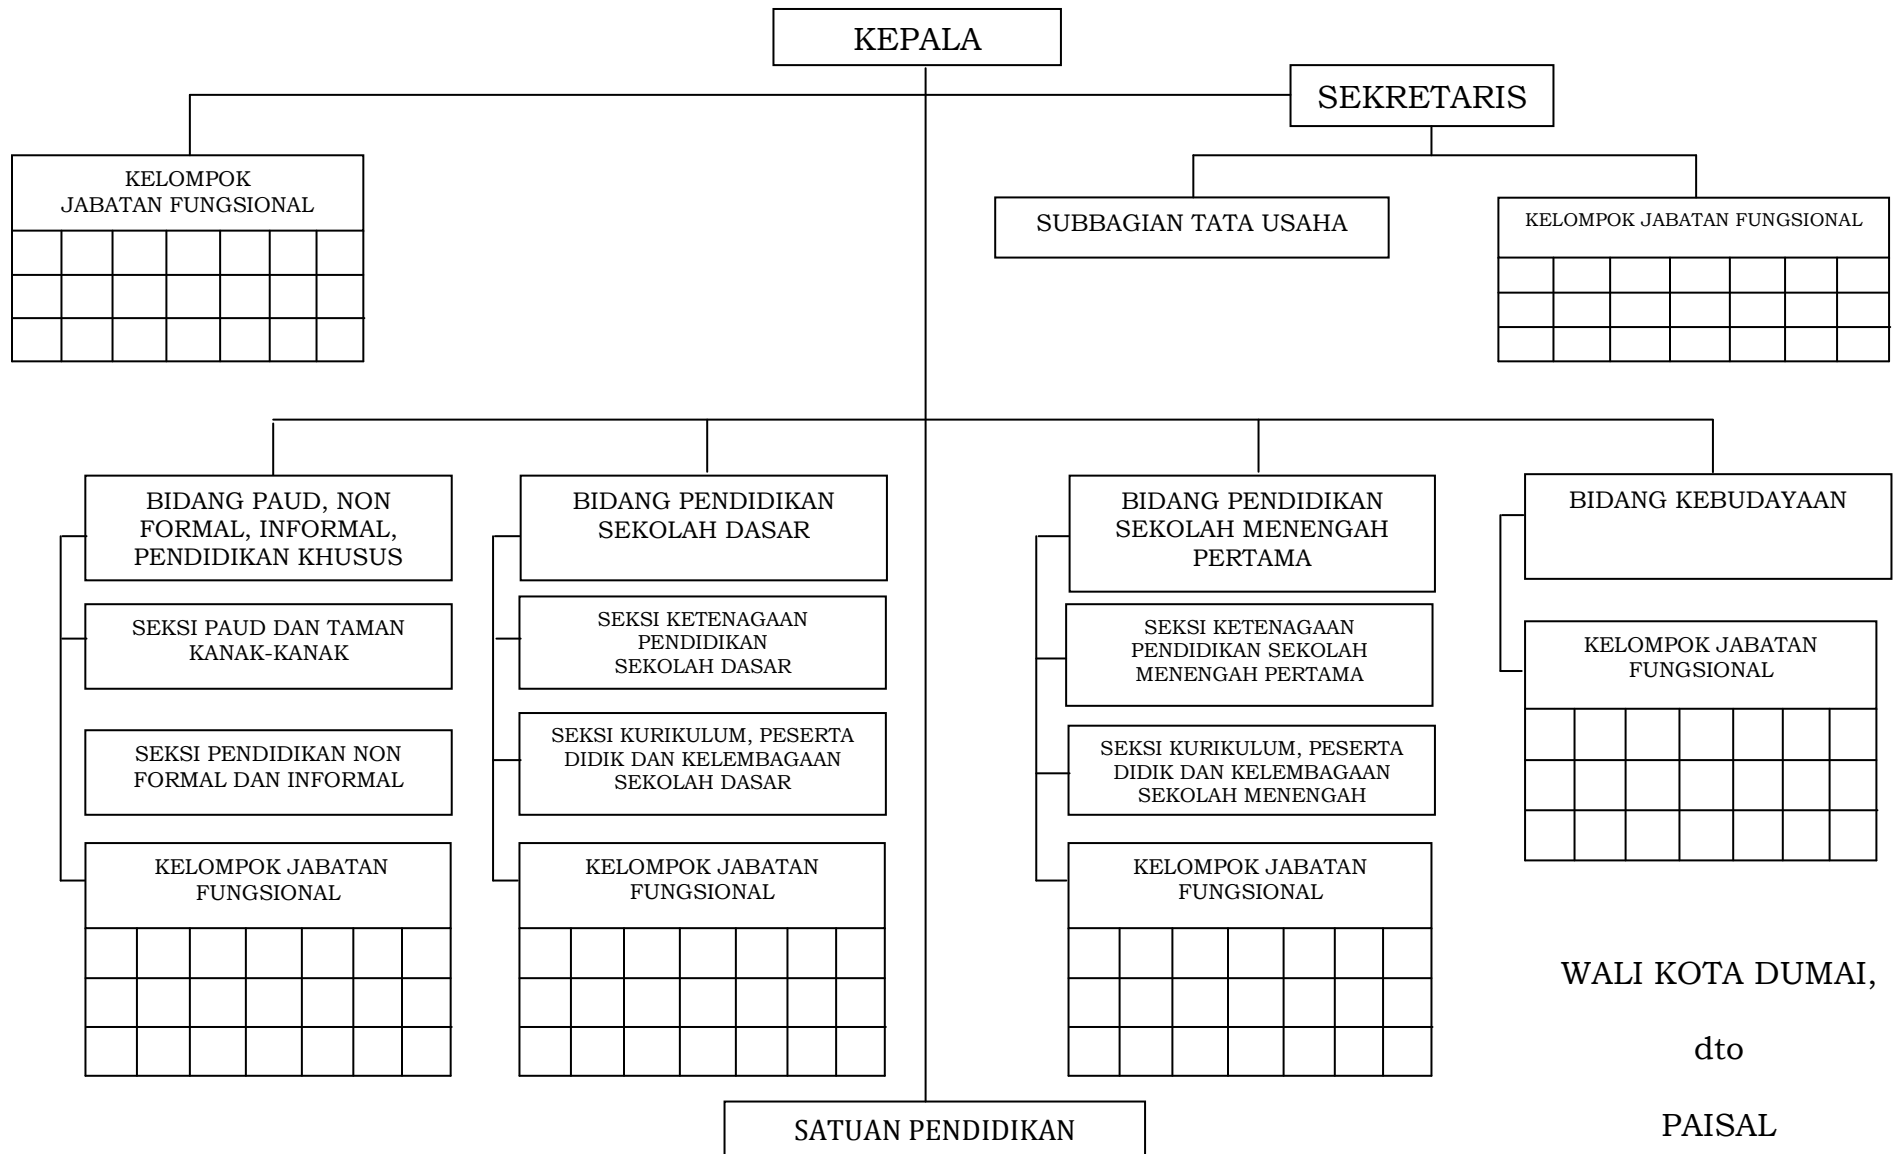 KEPALA
SEKRETARIS
KELOMPOK
JABATAN FUNGSIONAL
SUBBAGIAN TATA USAHA
KELOMPOK JABATAN FUNGSIONAL
BIDANG PAUD, NON
FORMAL, INFORMAL,
PENDIDIKAN KHUSUS
SEKSI PAUD DAN TAMAN
KANAK-KANAK
SEKSI PENDIDIKAN NON
FORMAL DAN INFORMAL
KELOMPOK JABATAN
FUNGSIONAL
BIDANG PENDIDIKAN
SEKOLAH DASAR
SEKSI KETENAGAAN
PENDIDIKAN
SEKOLAH DASAR
SEKSI KURIKULUM, PESERTA
DIDIK DAN KELEMBAGAAN
SEKOLAH DASAR
KELOMPOK JABATAN
FUNGSIONAL
BIDANG PENDIDIKAN
SEKOLAH MENENGAH
PERTAMA
SEKSI KETENAGAAN
PENDIDIKAN SEKOLAH
MENENGAH PERTAMA
SEKSI KURIKULUM, PESERTA
DIDIK DAN KELEMBAGAAN
SEKOLAH MENENGAH
KELOMPOK JABATAN
FUNGSIONAL
BIDANG KEBUDAYAAN
KELOMPOK JABATAN
FUNGSIONAL
SATUAN PENDIDIKAN
WALI KOTA DUMAI,
dto
PAISAL